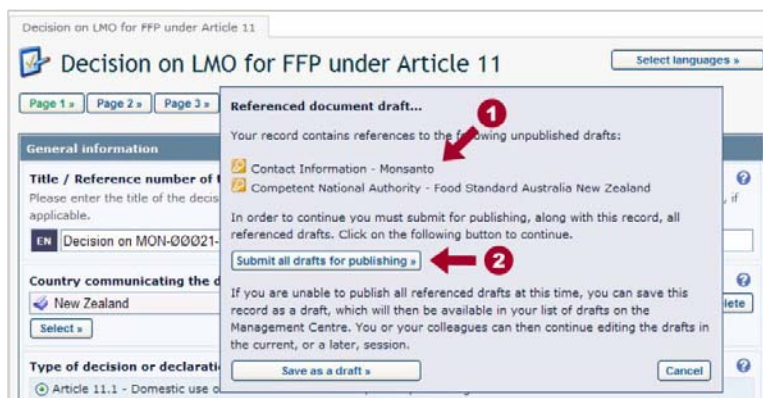 Decision on LMO for FFP under Article 11
Decision on LMO for FFP under Article 11
Select languages »
Page 1 » Page 2 » Page 3 »
Referenced document draft...
1
Your record contains references to the following unpublished drafts:
Contact Information - Monsanto
Competent National Authority - Food Standard Australia New Zealand
In order to continue you must submit for publishing, along with this record, all
referenced drafts. Click on the following button to continue.
Submit all drafts for publishing »
2
If you are unable to publish all referenced drafts at this time, you can save this
record as a draft, which will then be available in your list of drafts on the
Management Centre. You or your colleagues can then continue editing the drafts in
the current, or a later, session.
Save as a draft »
Cancel
General information
Title / Reference number of
Please enter the title of the decis
, if
applicable.
EN Decision on MON-ØØØ21-
Country communicating the d
New Zealand
lete
Select »
Type of decision or declarati
Article 11.1 - Domestic use o